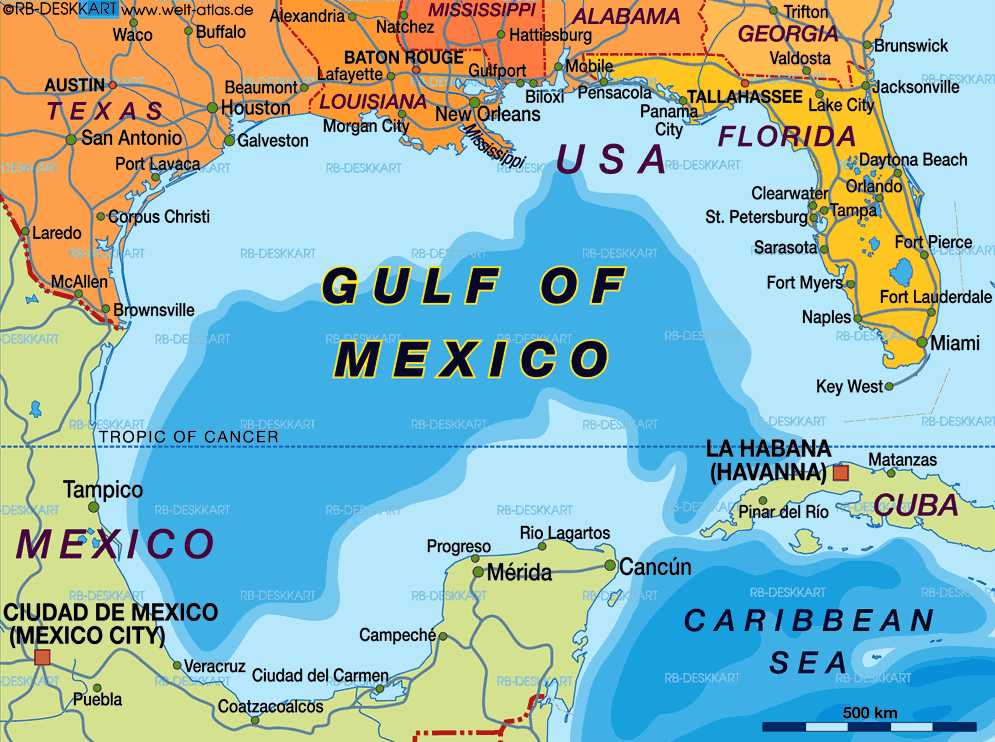 ©RB-DESKKART www.welt-atlas.de
Alexandria
Natchez
MISSISSIPPI
ALABAMA
Trifton
Waco
Buffalo
Hattiesburg
GEORGIA
Brunswick
BATON ROUGE
Valdosta
AUSTIN
Lafayette
Gulfport
Mobile
Jacksonville
Beaumont
Biloxi
Pensacola
TALLAHASSEE
Lake City
TEXAS
Houston
LOUISIANA
New Orleans
Panama
City
Morgan City
Mississippi
FLORIDA
San Antonio
Galveston
USA
Port Lavaca
Daytona Beach
Orlando
Clearwater
Tampa
St. Petersburg
Corpus Christi
Laredo
Sarasota
Fort Pierce
McAllen
GULF OF
MEXICO
Fort Myers
Fort Lauderdale
Brownsville
Naples
Miami
Key West
TROPIC OF CANCER
LA HABANA
(HAVANNA)
Matanzas
Tampico
Pinar del Río
CUBA
MEXICO
Rio Lagartos
Progreso
Mérida
Cancún
CIUDAD DE MEXICO
(MEXICO CITY)
CARIBBEAN
SEA
Campeché
Veracruz
Ciudad del Carmen
Puebla
Coatzacoalcos
500 km
RB-DESKKART